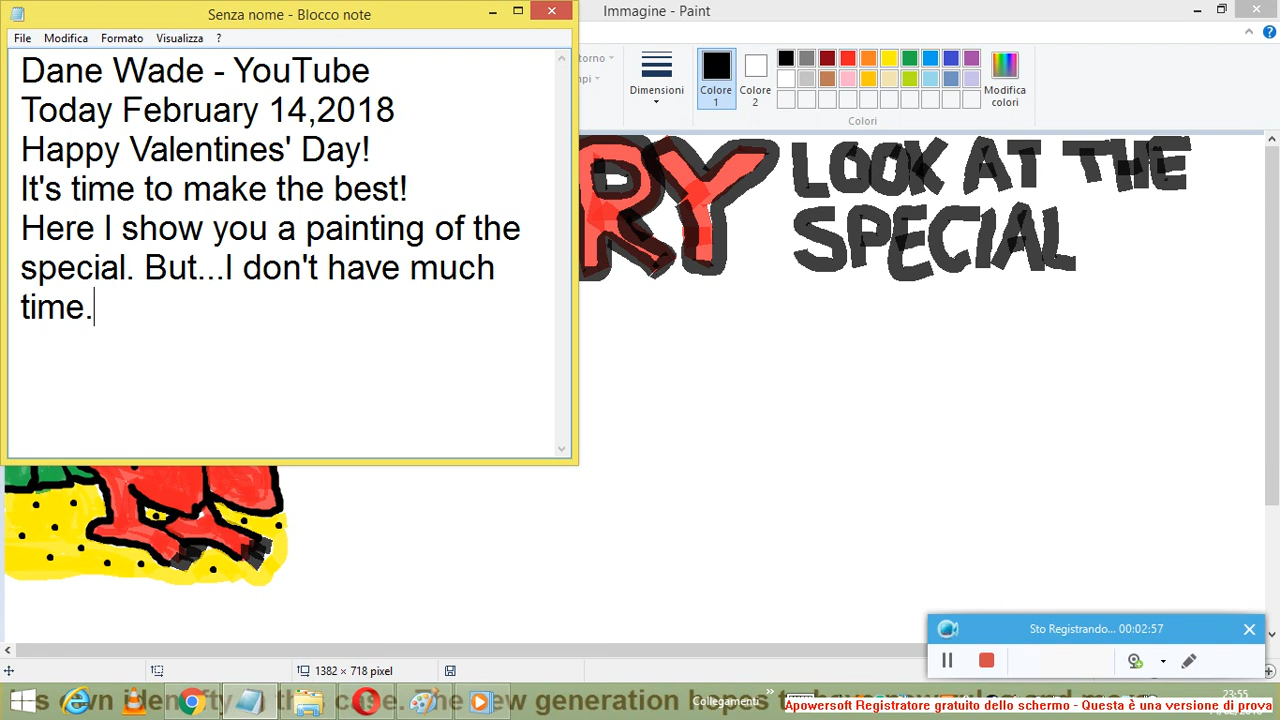 Senza nome - Blocco note
File Modifica Formato Visualizza ?
Dane Wade - YouTube
Today February 14,2018
Happy Valentines' Day!
It's time to make the best!
Here I show you a painting of the
special. But...I don't have much
time.
Immagine - Paint
Dimensioni
Colore
1
Colore
2
Modifica
colori
Colori
RY
LOOK AT THE
SPECIAL
Sto Registrando... 00:02:57
1382 × 718 pixel
Collegamenti
23:55
Apowersoft Registratore gratuito dello schermo - Questa è una versione di prova